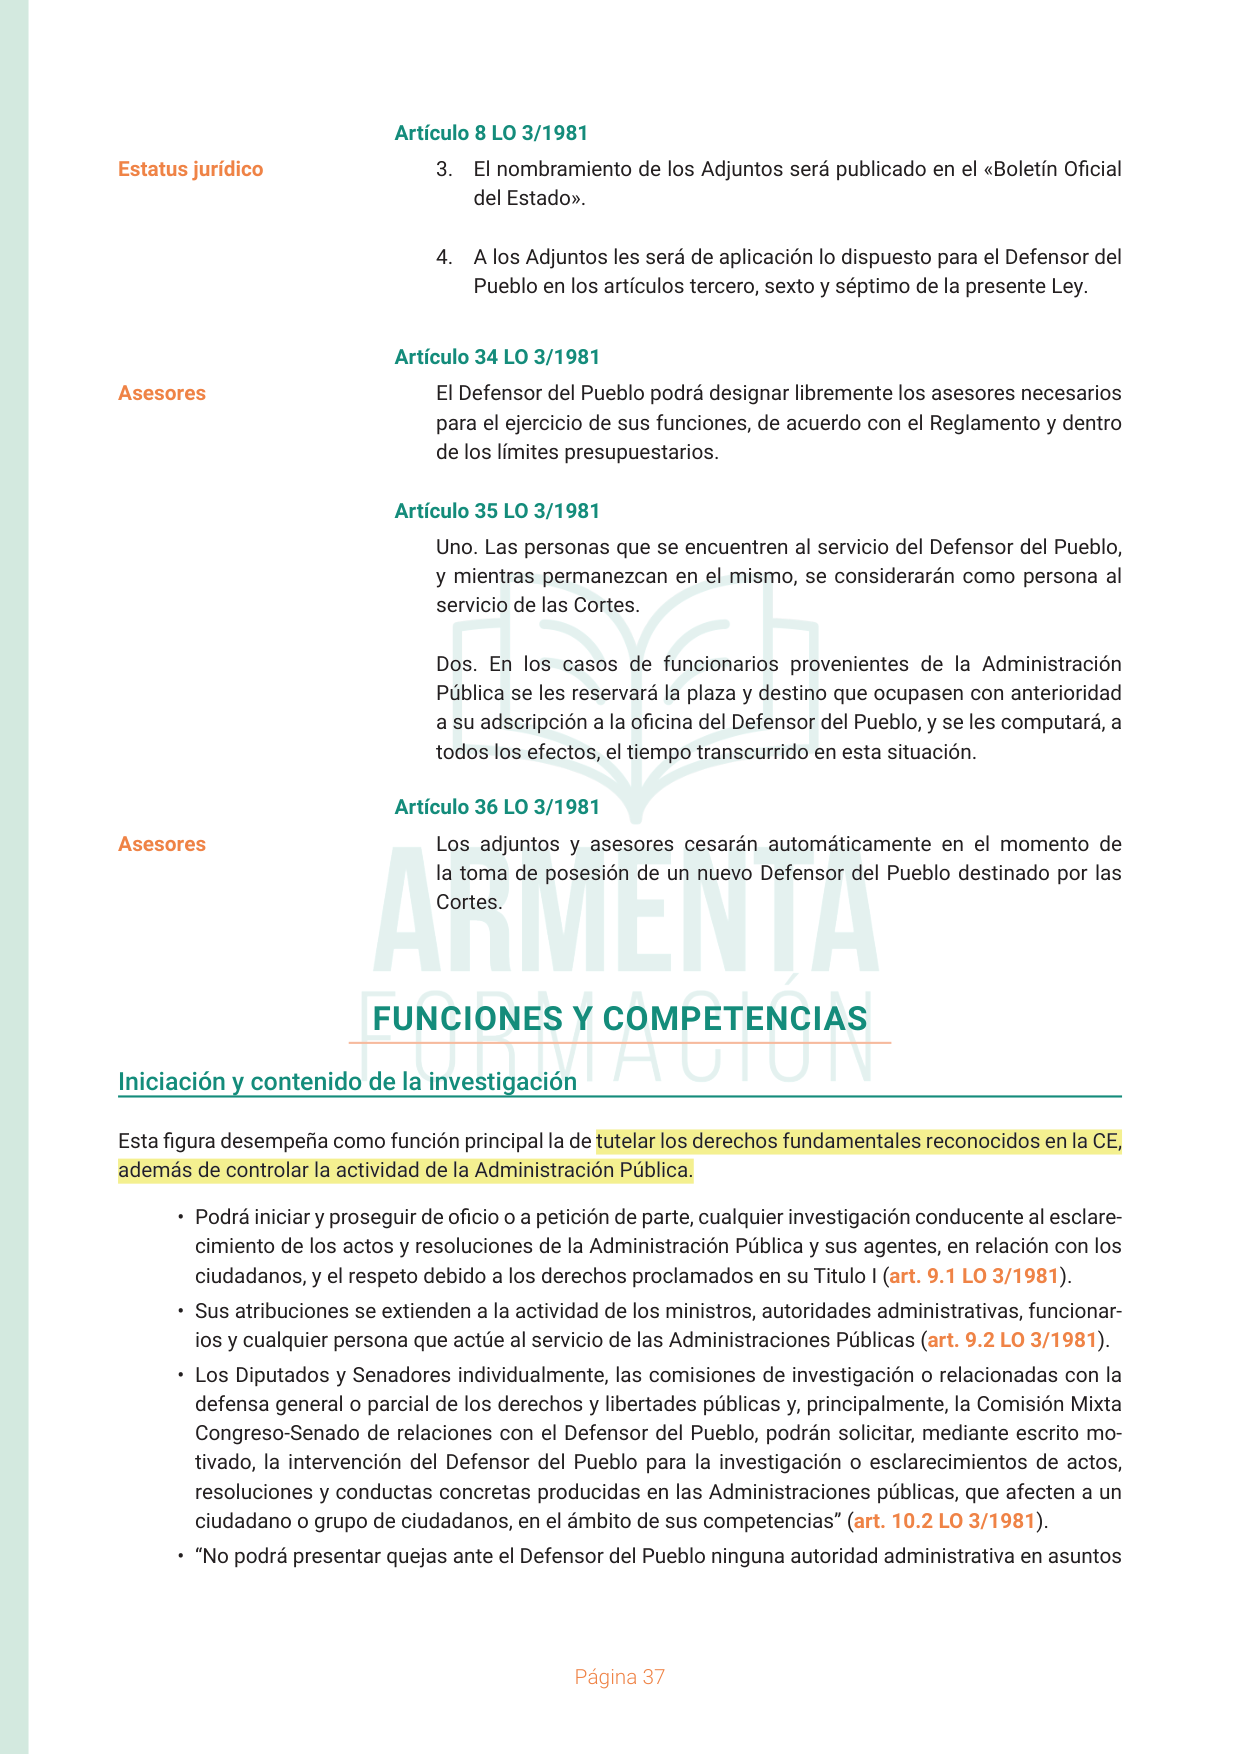 Artículo 8 LO 3/1981
Estatus jurídico
3. El nombramiento de los Adjuntos será publicado en el «Boletín Oficial
del Estado».
4. A los Adjuntos les será de aplicación lo dispuesto para el Defensor del
Pueblo en los artículos tercero, sexto y séptimo de la presente Ley.
Artículo 34 LO 3/1981
Asesores
El Defensor del Pueblo podrá designar libremente los asesores necesarios
para el ejercicio de sus funciones, de acuerdo con el Reglamento y dentro
de los límites presupuestarios.
Artículo 35 LO 3/1981
Uno. Las personas que se encuentren al servicio del Defensor del Pueblo,
y mientras permanezcan en el mismo, se considerarán como persona al
servicio de las Cortes.
Dos. En los casos de funcionarios provenientes de la Administración
Pública se les reservará la plaza y destino que ocupasen con anterioridad
a su adscripción a la oficina del Defensor del Pueblo, y se les computará, a
todos los efectos, el tiempo transcurrido en esta situación.
Artículo 36 LO 3/1981
Asesores
Los adjuntos y asesores cesarán automáticamente en el momento de
la toma de posesión de un nuevo Defensor del Pueblo destinado por las
Cortes.
ARMENTA
FORMACIÓN
FUNCIONES Y COMPETENCIAS
Iniciación y contenido de la investigación
Esta figura desempeña como función principal la de tutelar los derechos fundamentales reconocidos en la CE,
además de controlar la actividad de la Administración Pública.
• Podrá iniciar y proseguir de oficio o a petición de parte, cualquier investigación conducente al esclare-
cimiento de los actos y resoluciones de la Administración Pública y sus agentes, en relación con los
ciudadanos, y el respeto debido a los derechos proclamados en su Titulo I (art. 9.1 LO 3/1981).
• Sus atribuciones se extienden a la actividad de los ministros, autoridades administrativas, funcionar-
ios y cualquier persona que actúe al servicio de las Administraciones Públicas (art. 9.2 LO 3/1981).
• Los Diputados y Senadores individualmente, las comisiones de investigación o relacionadas con la
defensa general o parcial de los derechos y libertades públicas y, principalmente, la Comisión Mixta
Congreso-Senado de relaciones con el Defensor del Pueblo, podrán solicitar, mediante escrito mo-
tivado, la intervención del Defensor del Pueblo para la investigación o esclarecimientos de actos,
resoluciones y conductas concretas producidas en las Administraciones públicas, que afecten a un
ciudadano o grupo de ciudadanos, en el ámbito de sus competencias” (art. 10.2 LO 3/1981).
• “No podrá presentar quejas ante el Defensor del Pueblo ninguna autoridad administrativa en asuntos
Página 37